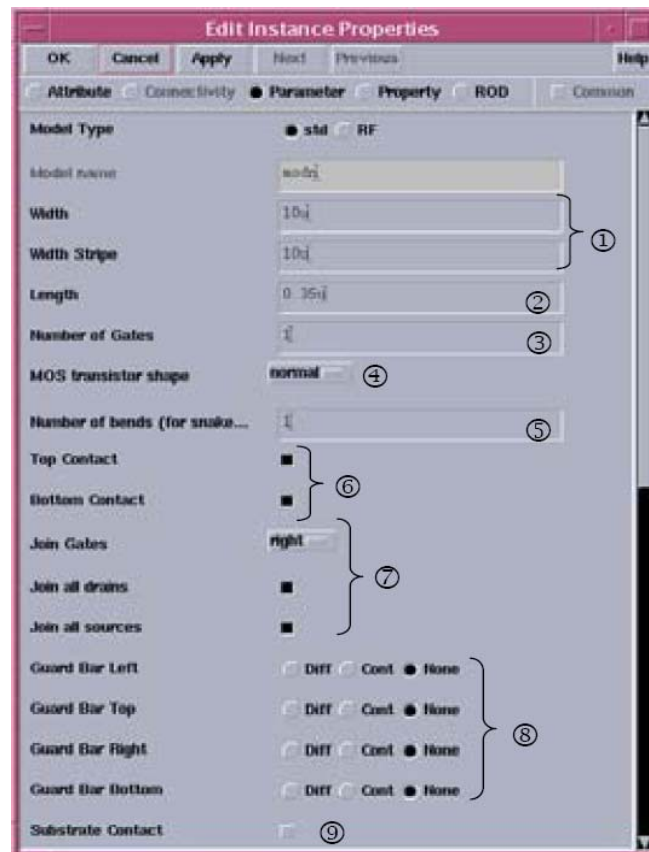 Edit Instance Properties
OK Cancel Apply Next Previous Help
Attribute Connectivity Parameter Property ROD Common
Model Type std RF
Model name modn
Width 10u
①
Width Stripe 10u
Length 0.35u ②
Number of Gates 1 ③
MOS transistor shape normal ④
Number of bends (for snake... 1 ⑤
Top Contact
⑥
Bottom Contact
Join Gates right
⑦
Join all drains
Join all sources
Guard Bar Left Diff Cont None
Guard Bar Top Diff Cont None
⑧
Guard Bar Right Diff Cont None
Guard Bar Bottom Diff Cont None
Substrate Contact ⑨